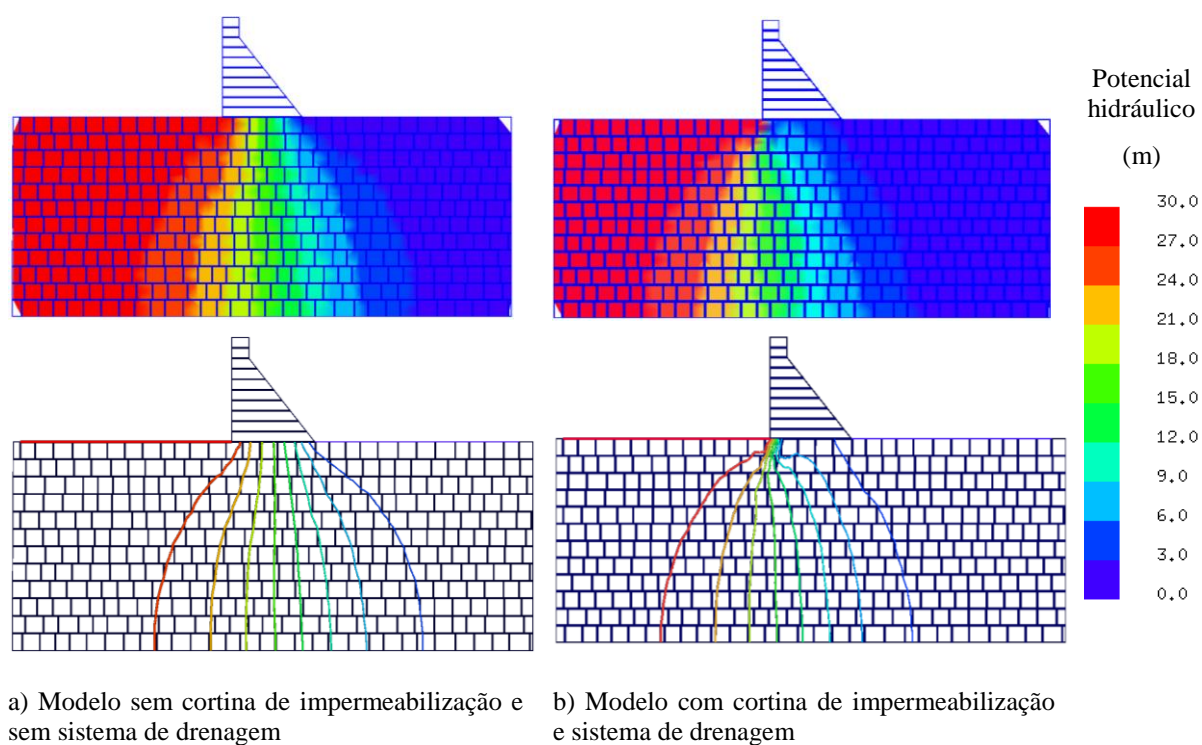 Potencial
hidráulico
(m)
30.0
27.0
24.0
21.0
18.0
15.0
12.0
9.0
6.0
3.0
0.0
a) Modelo sem cortina de impermeabilização e
sem sistema de drenagem
b) Modelo com cortina de impermeabilização
e sistema de drenagem